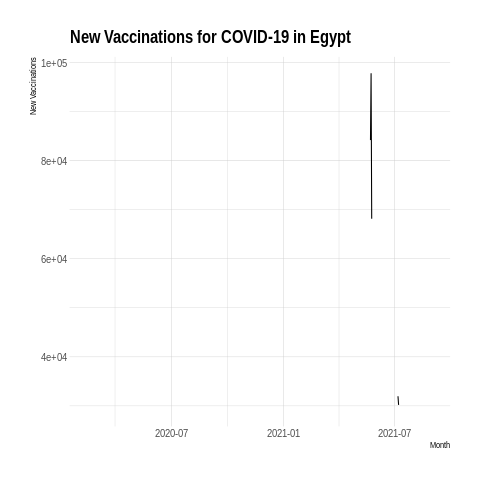 New Vaccinations for COVID-19 in Egypt
New Vaccinations
1e+05
8e+04
6e+04
4e+04
2020-07 2021-01 2021-07
Month